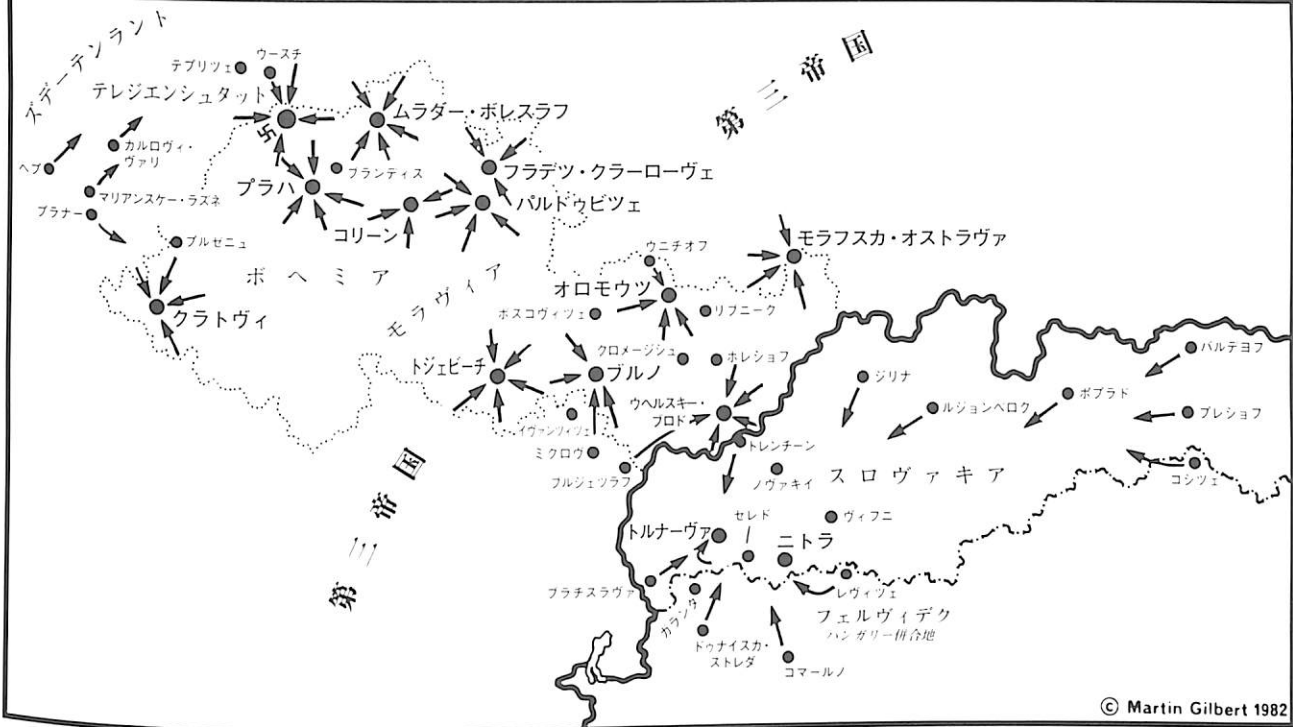 ズデーテンラント
テプリツェ
ウースチ
テレジエンシュタット
卐
ムラダー・ボレスラフ
第三帝国
カルロヴィ・
ヴァリ
ヘプ
マリアンスケー・ラズネ
プラナー
プラハ
ブランディス
フラデツ・クラーローヴェ
パルドゥビツェ
コリーン
プルゼニュ
ボヘミア
モラヴィア
クラトヴィ
ウニチオフ
モラフスカ・オストラヴァ
オロモウツ
ボスコヴィツェ
リプニーク
クロメージシュ
ホレショフ
トジェビーチ
ブルノ
ウヘルスキー・
ブロド
イヴァンツィツェ
ミクロヴ
ブルジェツラフ
バルテヨフ
ジリナ
ルジョンベロク
ポプラド
プレショフ
トレンチーン
ノヴァキイ
スロヴァキア
コシツェ
第三帝国
セレド
ヴィフニ
トルナーヴァ
ニトラ
ブラチスラヴァ
ガランタ
レヴィツェ
フェルヴィデク
ハンガリー併合地
ドゥナイスカ・
ストレダ
コマールノ
© Martin Gilbert 1982